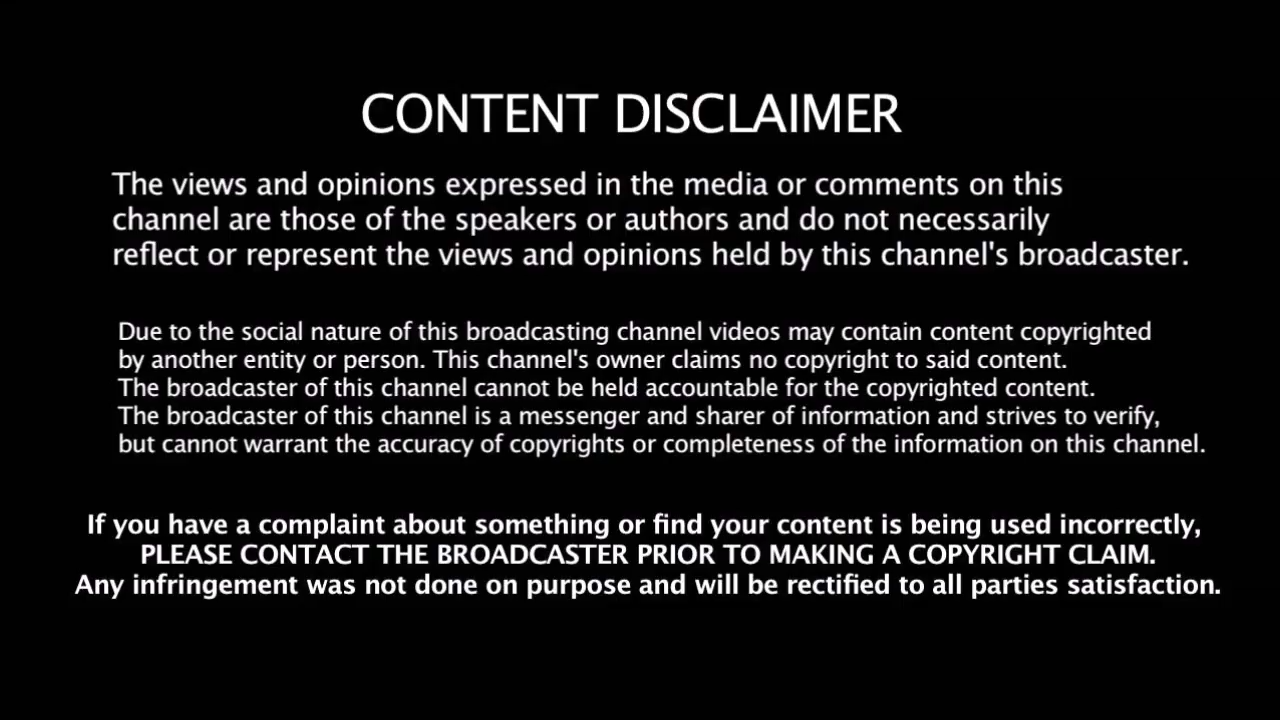 CONTENT DISCLAIMER
The views and opinions expressed in the media or comments on this
channel are those of the speakers or authors and do not necessarily
reflect or represent the views and opinions held by this channel's broadcaster.
Due to the social nature of this broadcasting channel videos may contain content copyrighted
by another entity or person. This channel's owner claims no copyright to said content.
The broadcaster of this channel cannot be held accountable for the copyrighted content.
The broadcaster of this channel is a messenger and sharer of information and strives to verify,
but cannot warrant the accuracy of copyrights or completeness of the information on this channel.
If you have a complaint about something or find your content is being used incorrectly,
PLEASE CONTACT THE BROADCASTER PRIOR TO MAKING A COPYRIGHT CLAIM.
Any infringement was not done on purpose and will be rectified to all parties satisfaction.